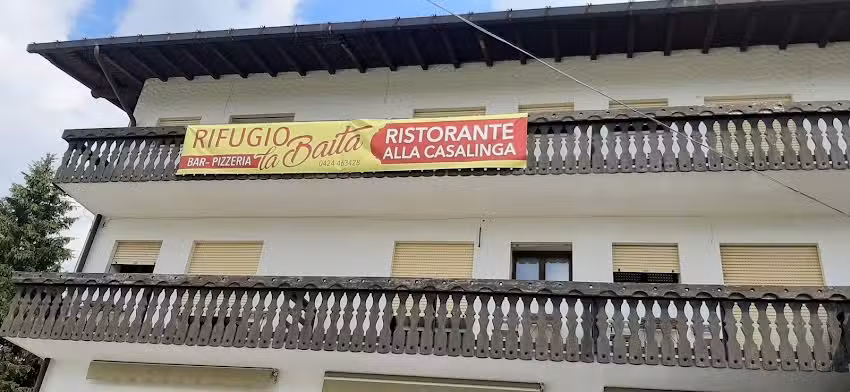 RIFUGIO
la Baita
BAR- PIZZERIA
0424 463428
RISTORANTE
ALLA CASALINGA